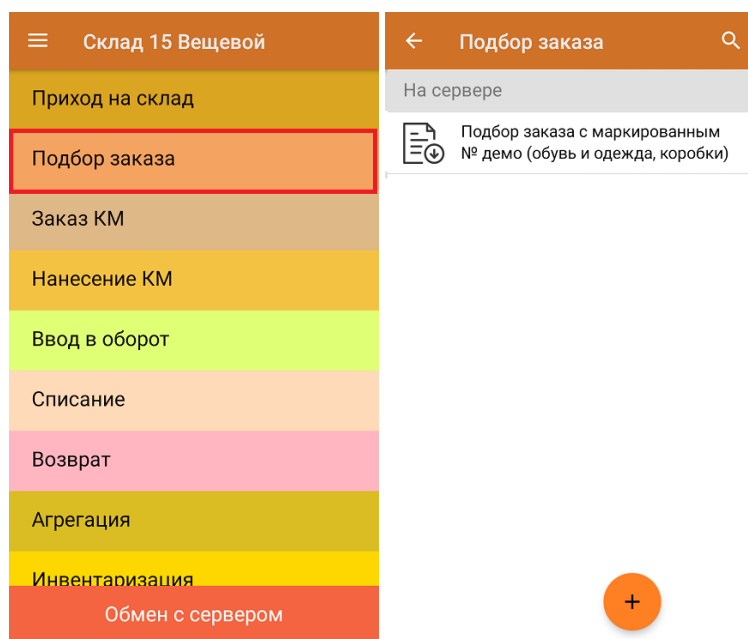 Склад 15 Вещевой
Приход на склад
Подбор заказа
Заказ КМ
Нанесение КМ
Ввод в оборот
Списание
Возврат
Агрегация
Инвентаризация
Обмен с сервером
Подбор заказа
На сервере
Подбор заказа с маркированным
№ демо (обувь и одежда, коробки)
+